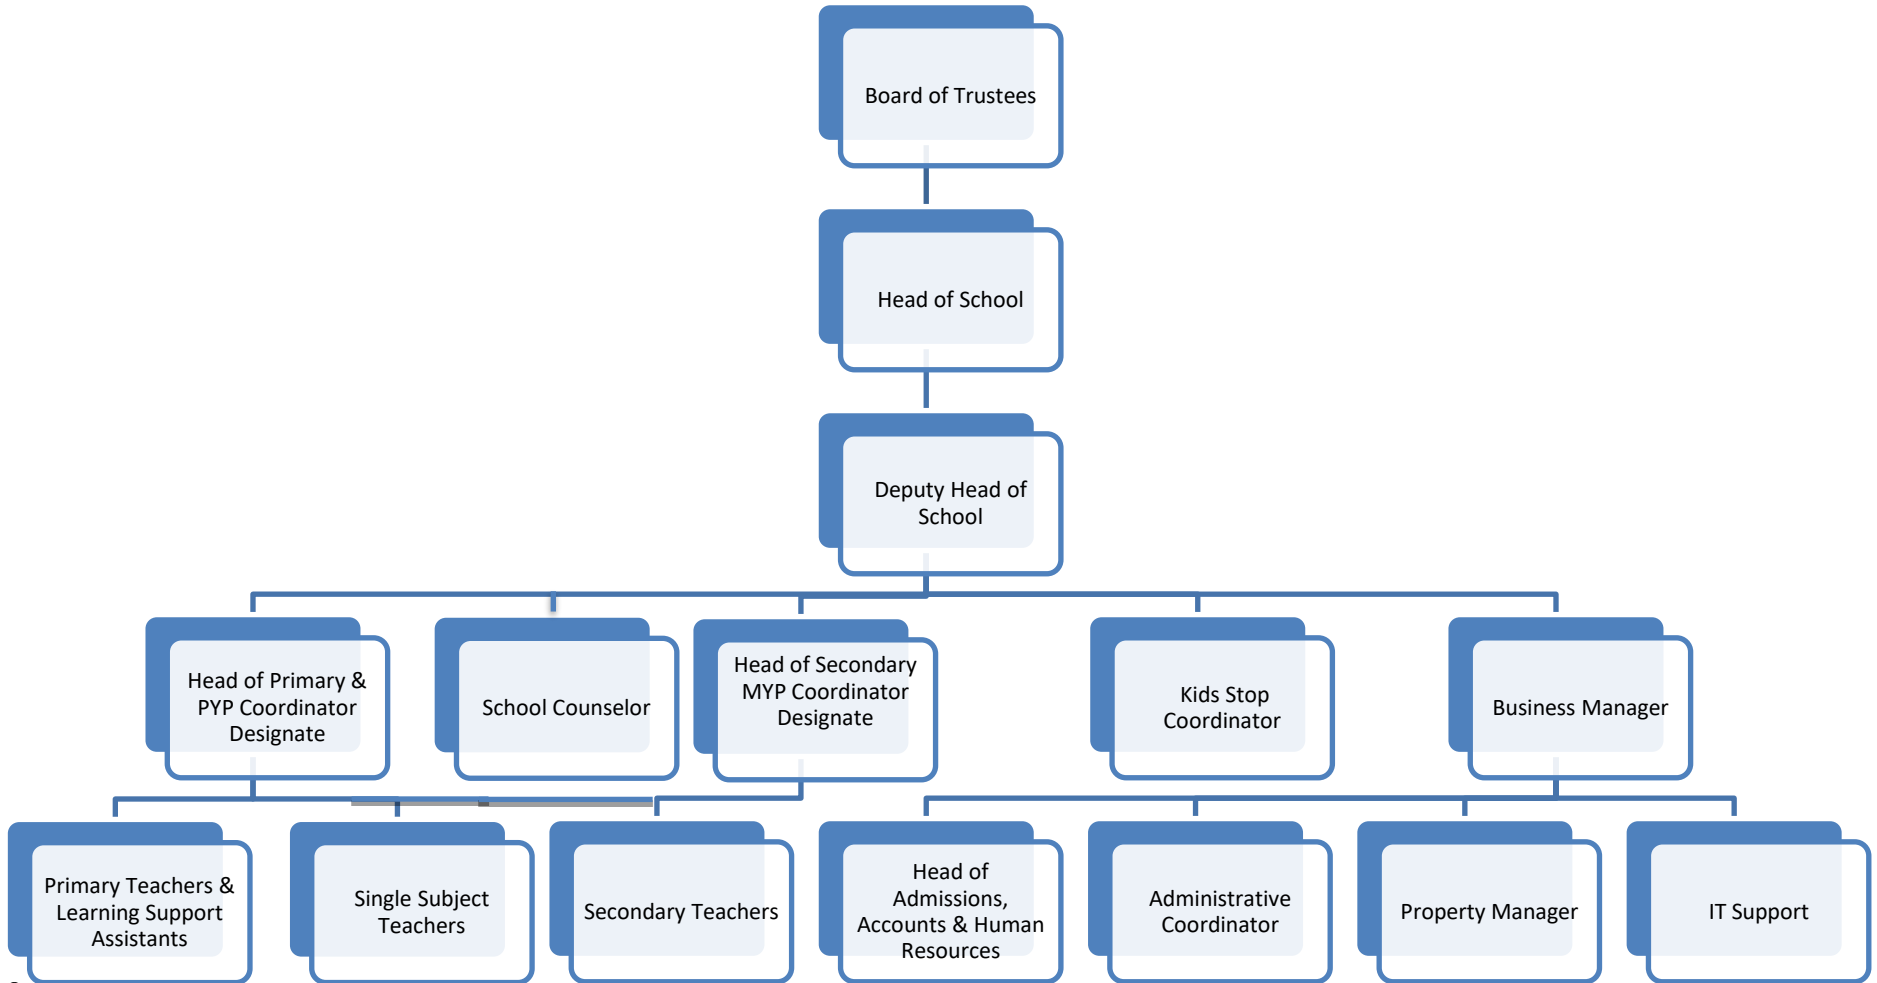 Board of Trustees
Head of School
Deputy Head of
School
Head of Primary &
PYP Coordinator
Designate
School Counselor
Head of Secondary
MYP Coordinator
Designate
Kids Stop
Coordinator
Business Manager
Primary Teachers &
Learning Support
Assistants
Single Subject
Teachers
Secondary Teachers
Head of
Admissions,
Accounts & Human
Resources
Administrative
Coordinator
Property Manager
IT Support